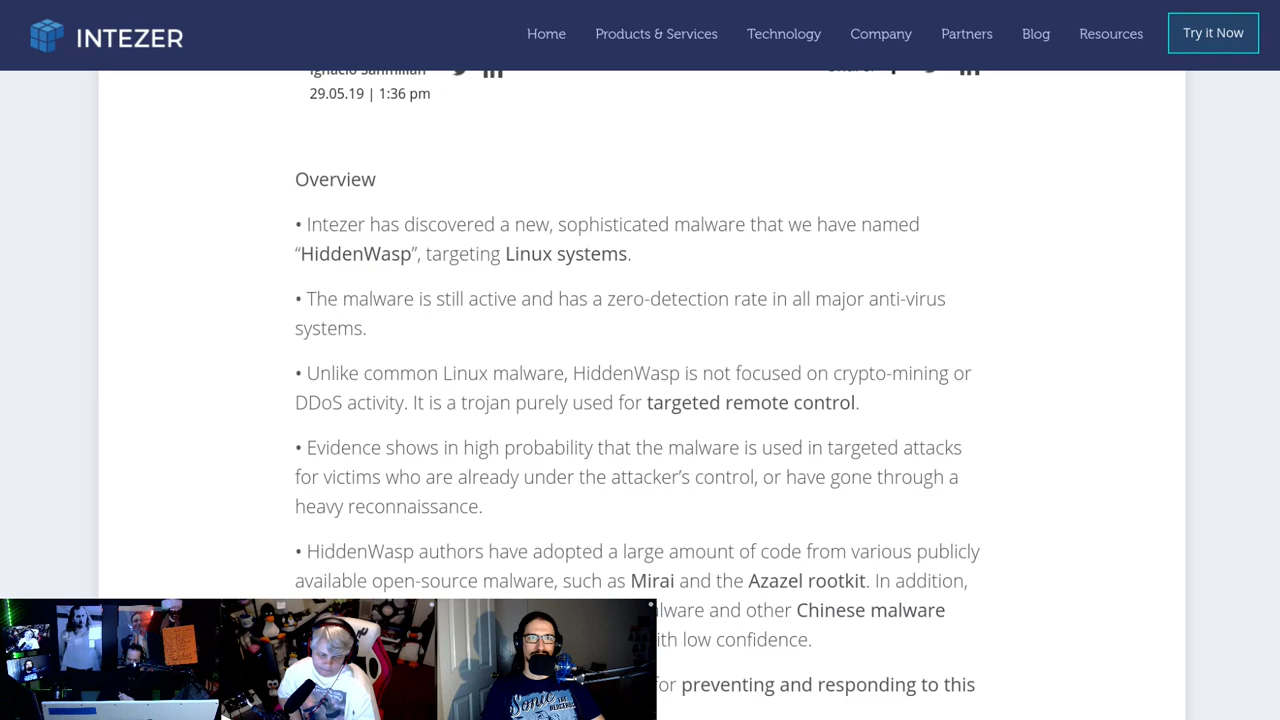 INTEZER
Home Products & Services Technology Company Partners Blog Resources Try it Now
Ignacio Sanmillan
29.05.19 | 1:36 pm
Overview
• Intezer has discovered a new, sophisticated malware that we have named
“HiddenWasp”, targeting Linux systems.
• The malware is still active and has a zero-detection rate in all major anti-virus
systems.
• Unlike common Linux malware, HiddenWasp is not focused on crypto-mining or
DDoS activity. It is a trojan purely used for targeted remote control.
• Evidence shows in high probability that the malware is used in targeted attacks
for victims who are already under the attacker’s control, or have gone through a
heavy reconnaissance.
• HiddenWasp authors have adopted a large amount of code from various publicly
available open-source malware, such as Mirai and the Azazel rootkit. In addition,
and other Chinese malware
low confidence.
for preventing and responding to this
Sonic